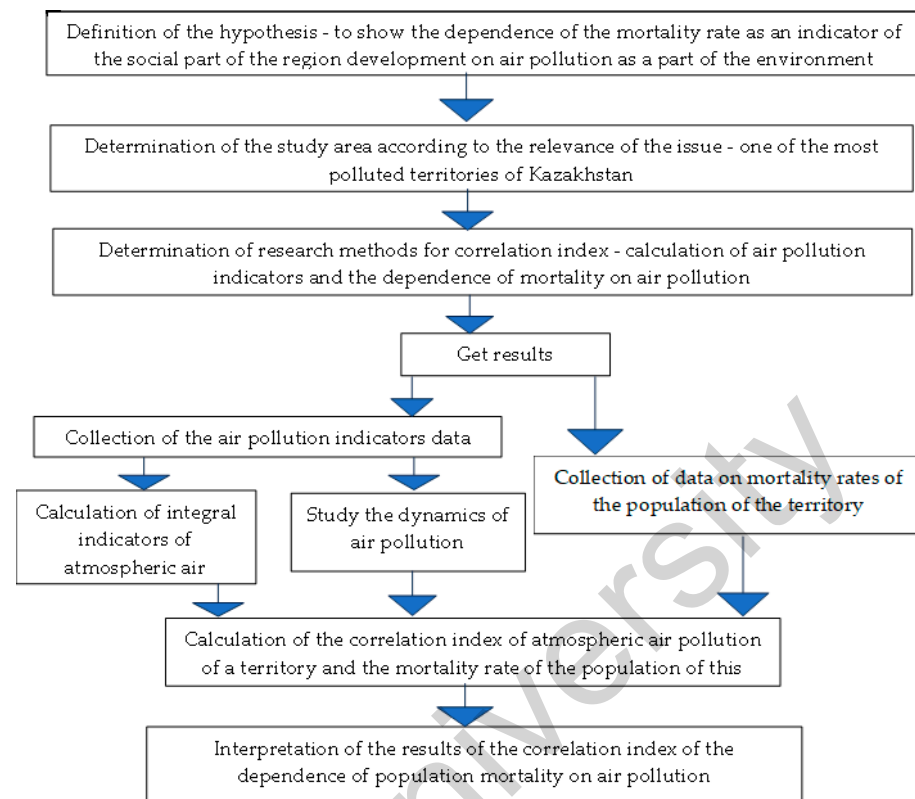 Definition of the hypothesis - to show the dependence of the mortality rate as an indicator of
the social part of the region development on air pollution as a part of the environment
Determination of the study area according to the relevance of the issue - one of the most
polluted territories of Kazakhstan
Determination of research methods for correlation index - calculation of air pollution
indicators and the dependence of mortality on air pollution
Get results
Collection of the air pollution indicators data
Collection of data on mortality rates of
the population of the territory
Calculation of integral
indicators of
atmospheric air
Study the dynamics of
air pollution
Calculation of the correlation index of atmospheric air pollution
of a territory and the mortality rate of the population of this
Interpretation of the results of the correlation index of the
dependence of population mortality on air pollution
university